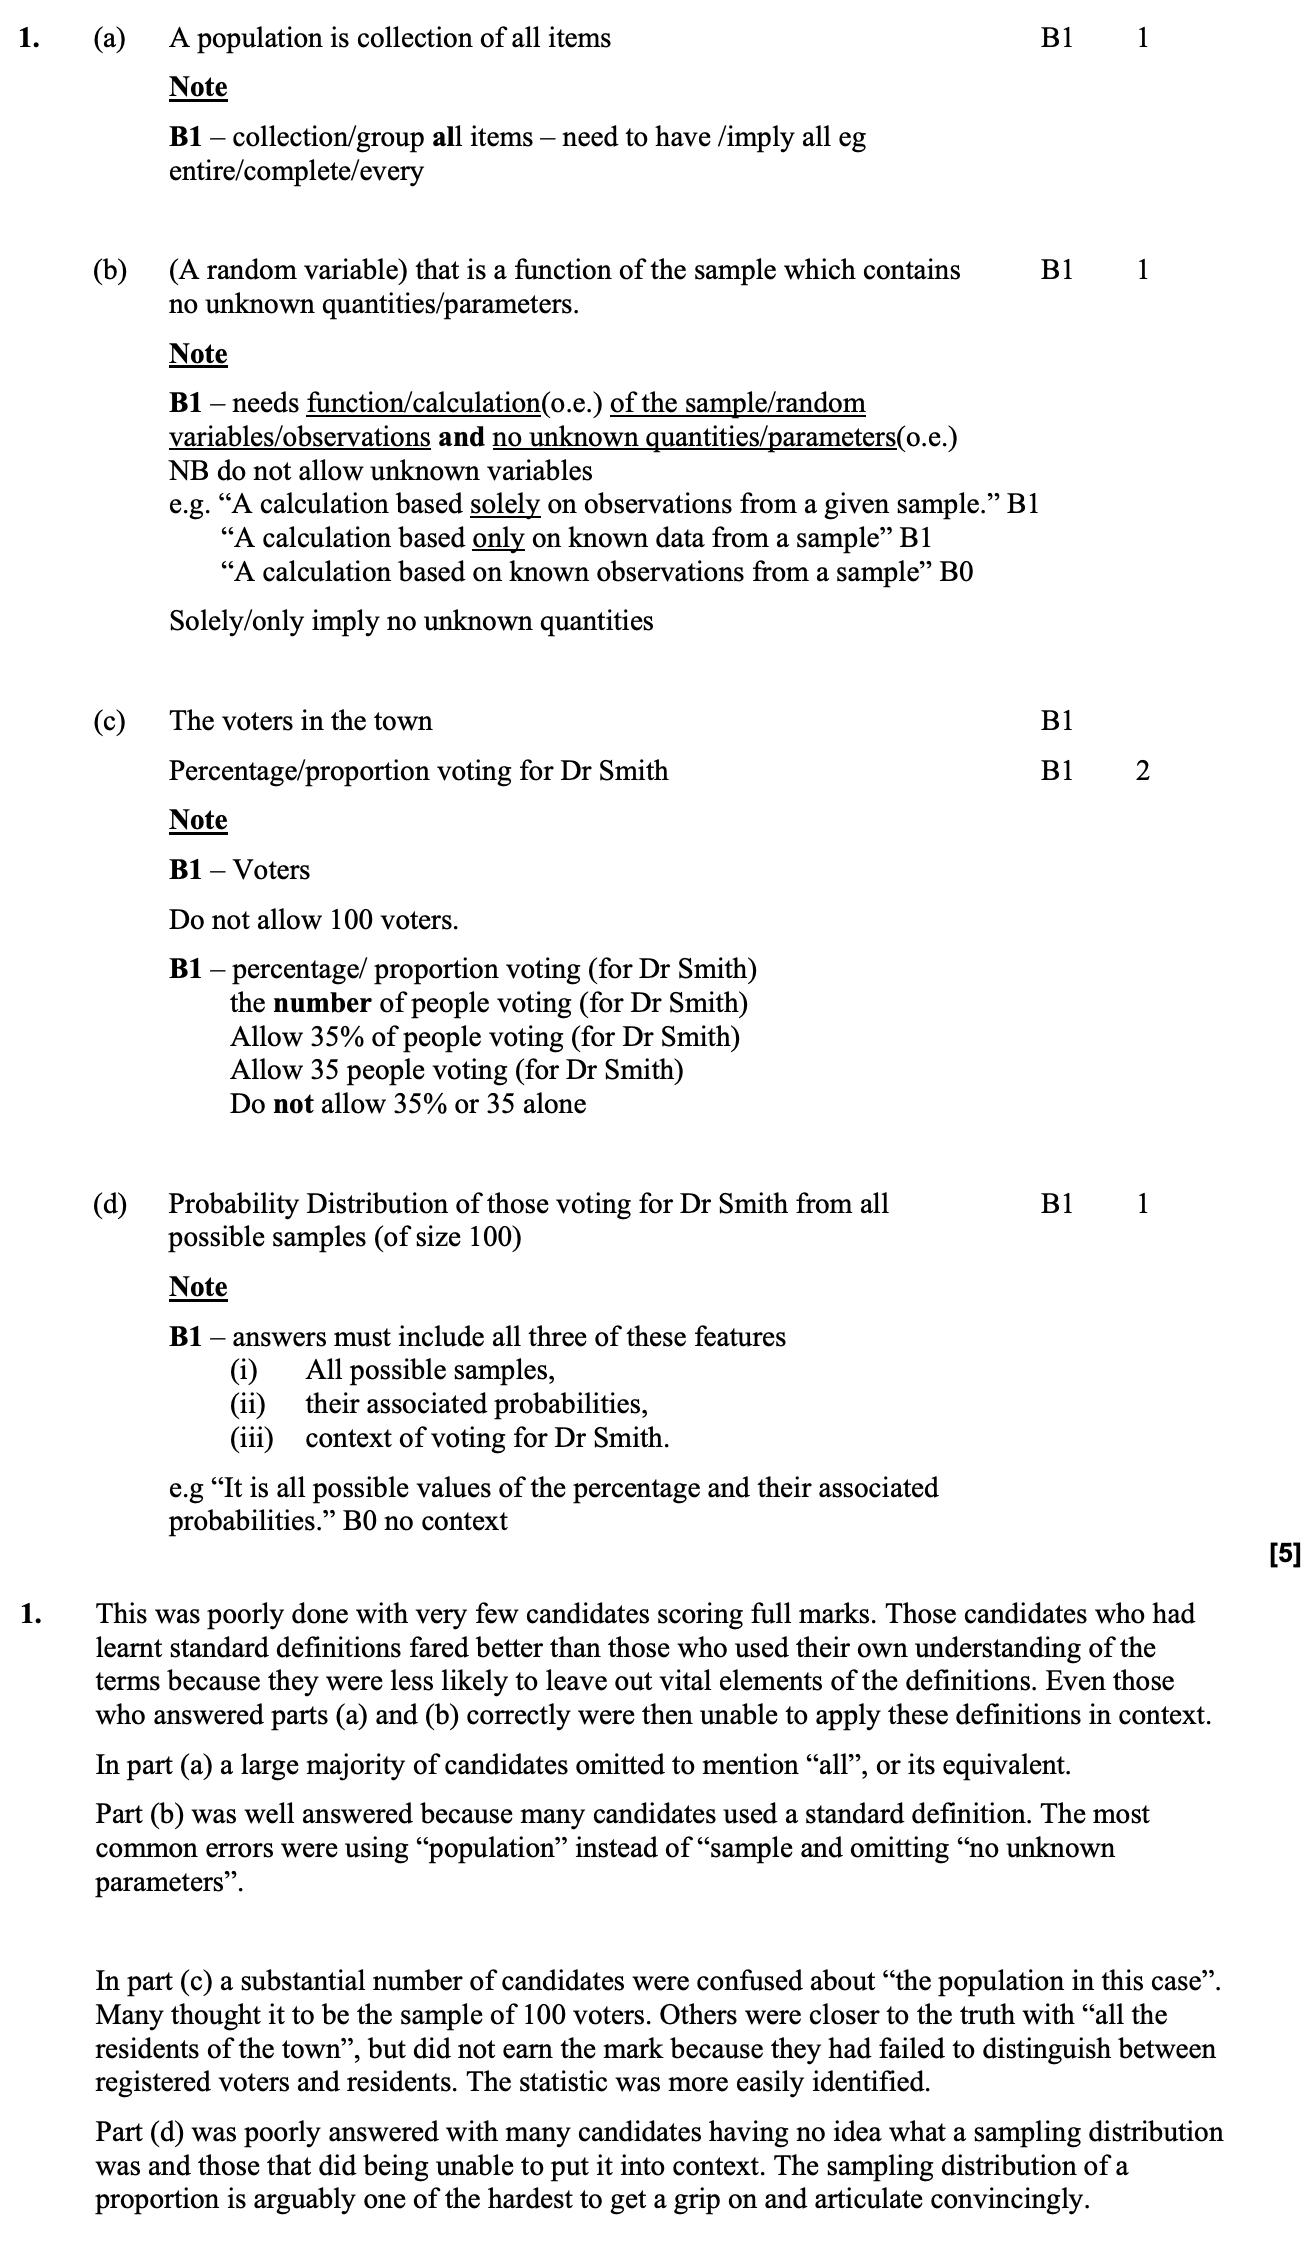 1. (a) A population is collection of all items B1 1
Note
B1 – collection/group all items – need to have /imply all eg
entire/complete/every
(b) (A random variable) that is a function of the sample which contains B1 1
no unknown quantities/parameters.
Note
B1 – needs function/calculation(o.e.) of the sample/random
variables/observations and no unknown quantities/parameters(o.e.)
NB do not allow unknown variables
e.g. “A calculation based solely on observations from a given sample.” B1
“A calculation based only on known data from a sample” B1
“A calculation based on known observations from a sample” B0
Solely/only imply no unknown quantities
(c) The voters in the town B1
Percentage/proportion voting for Dr Smith B1 2
Note
B1 – Voters
Do not allow 100 voters.
B1 – percentage/ proportion voting (for Dr Smith)
the number of people voting (for Dr Smith)
Allow 35% of people voting (for Dr Smith)
Allow 35 people voting (for Dr Smith)
Do not allow 35% or 35 alone
(d) Probability Distribution of those voting for Dr Smith from all B1 1
possible samples (of size 100)
Note
B1 – answers must include all three of these features
(i) All possible samples,
(ii) their associated probabilities,
(iii) context of voting for Dr Smith.
e.g “It is all possible values of the percentage and their associated
probabilities.” B0 no context
[5]
1. This was poorly done with very few candidates scoring full marks. Those candidates who had
learnt standard definitions fared better than those who used their own understanding of the
terms because they were less likely to leave out vital elements of the definitions. Even those
who answered parts (a) and (b) correctly were then unable to apply these definitions in context.
In part (a) a large majority of candidates omitted to mention “all”, or its equivalent.
Part (b) was well answered because many candidates used a standard definition. The most
common errors were using “population” instead of “sample and omitting “no unknown
parameters”.
In part (c) a substantial number of candidates were confused about “the population in this case”.
Many thought it to be the sample of 100 voters. Others were closer to the truth with “all the
residents of the town”, but did not earn the mark because they had failed to distinguish between
registered voters and residents. The statistic was more easily identified.
Part (d) was poorly answered with many candidates having no idea what a sampling distribution
was and those that did being unable to put it into context. The sampling distribution of a
proportion is arguably one of the hardest to get a grip on and articulate convincingly.